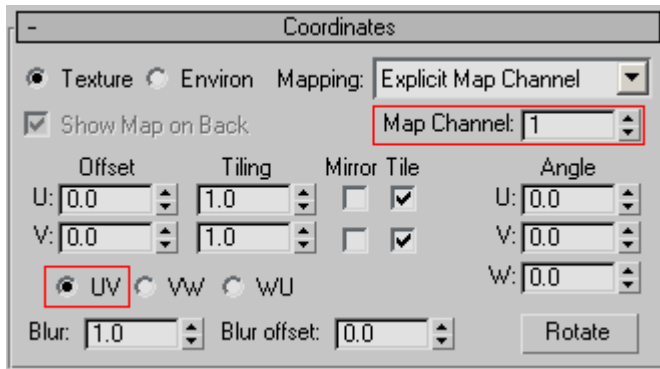 - Coordinates
Texture Environ Mapping: Explicit Map Channel
Show Map on Back Map Channel: 1
Offset Tiling Mirror Tile Angle
U: 0.0 1.0 U: 0.0
V: 0.0 1.0 V: 0.0
UV VW WU W: 0.0
Blur: 1.0 Blur offset: 0.0 Rotate